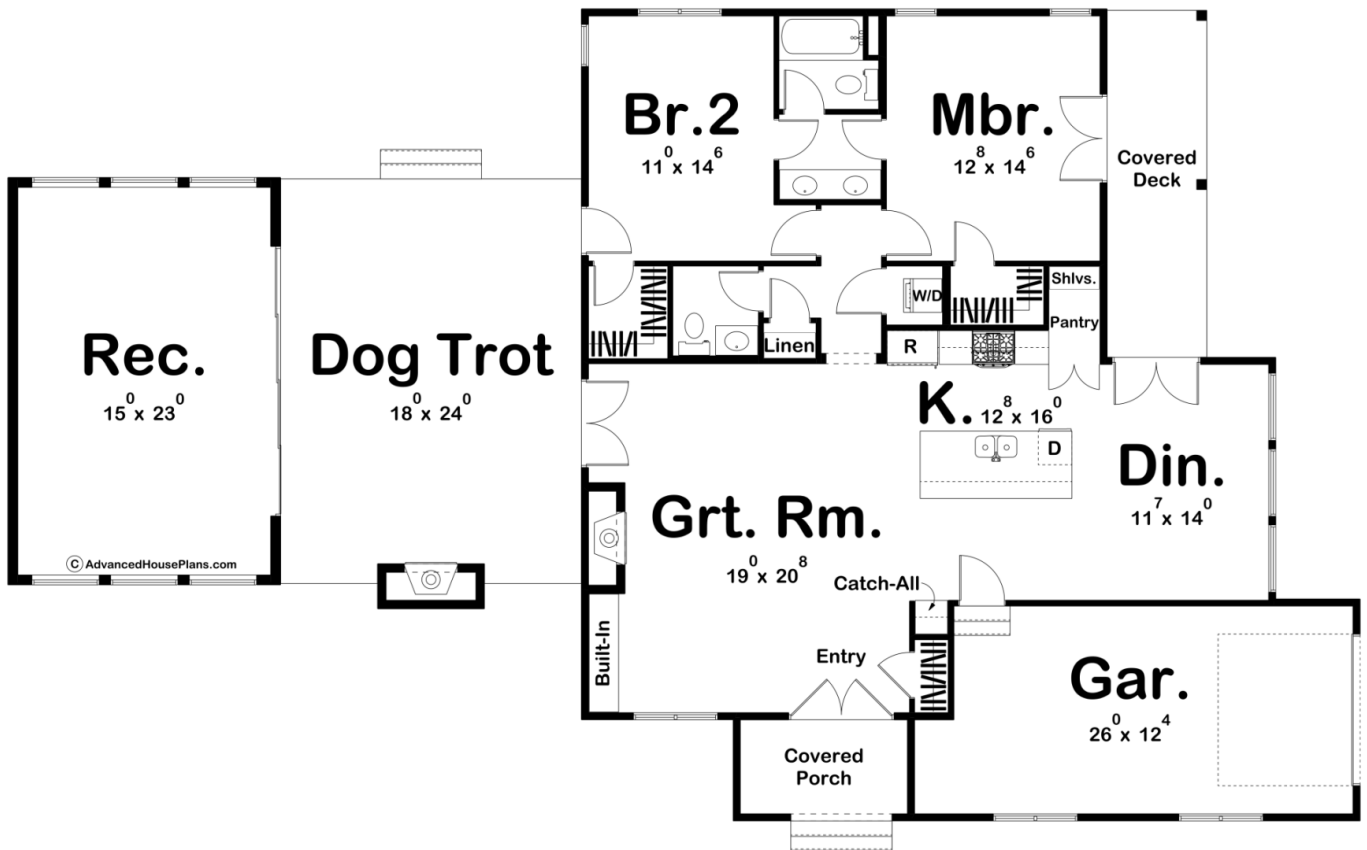 Br.2
11⁰ x 14⁶
Mbr.
12⁸ x 14⁶
Covered
Deck
Rec.
15⁰ x 23⁰
Dog Trot
18⁰ x 24⁰
Linen
W/D
Shlvs.
Pantry
R
K. 12⁸ x 16⁰
D
Din.
11⁷ x 14⁰
Grt. Rm.
19⁰ x 20⁸
© AdvancedHousePlans.com
Catch-All
Built-In
Entry
Gar.
26⁰ x 12⁴
Covered
Porch